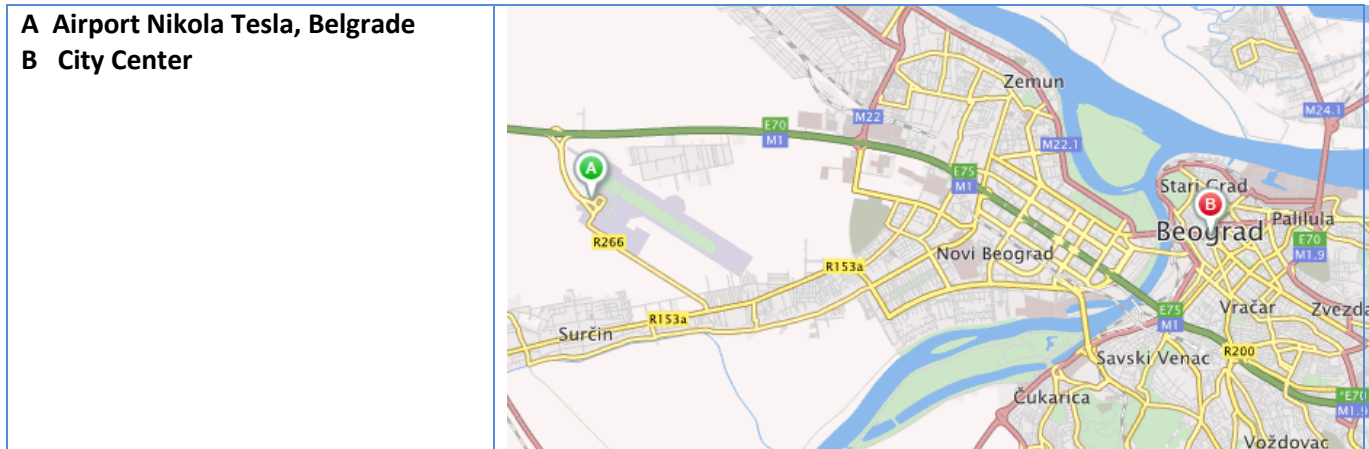 A Airport Nikola Tesla, Belgrade
B City Center
Zemun
M22
M24.1
E70
M1
M22.1
A
E75
M1
Stari Grad
B
Palilula
Beograd
E70
M1.9
R266
Novi Beograd
R153a
R153a
Surčin
E75
M1
Vračar
Zvezda
R200
Savski Venac
Čukarica
*E70
M1.9
Voždovac